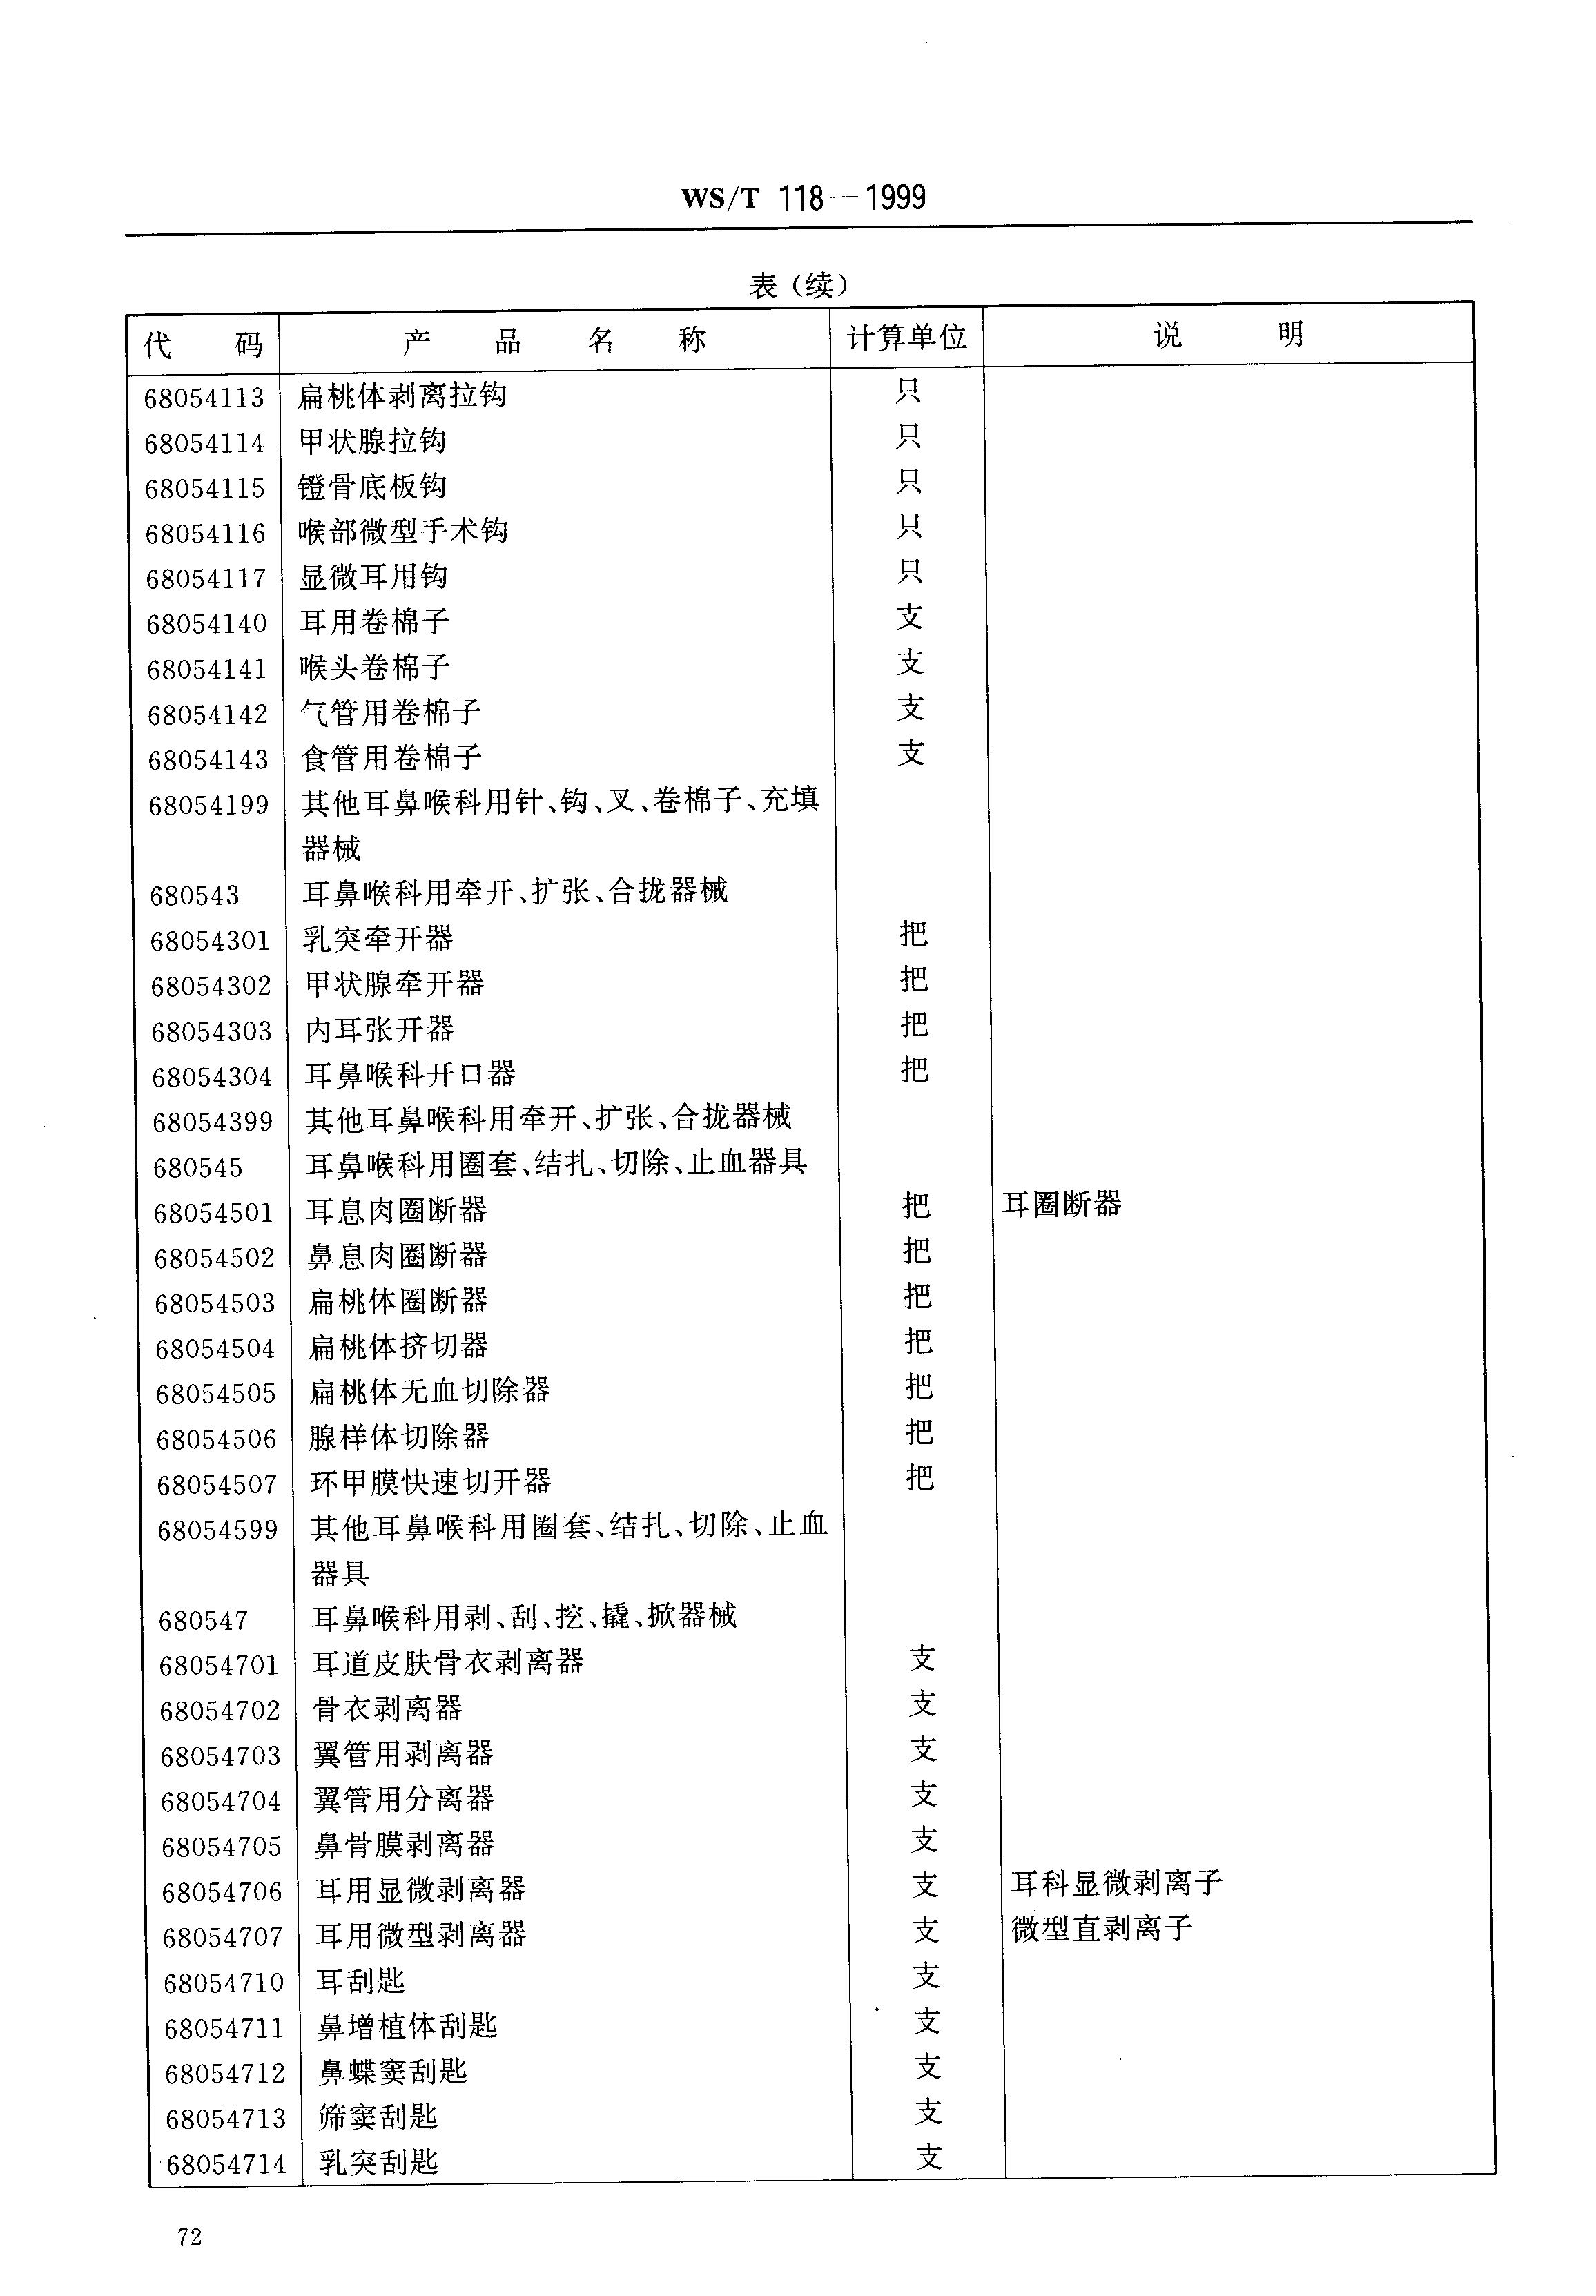 WS/T 118—1999
表（续）
代 码 产 品 名 称 计算单位 说 明
68054113 扁桃体剥离拉钩 只
68054114 甲状腺拉钩 只
68054115 镫骨底板钩 只
68054116 喉部微型手术钩 只
68054117 显微耳用钩 只
68054140 耳用卷棉子 支
68054141 喉头卷棉子 支
68054142 气管用卷棉子 支
68054143 食管用卷棉子 支
68054199 其他耳鼻喉科用针、钩、叉、卷棉子、充填
器械
680543 耳鼻喉科用牵开、扩张、合拢器械
68054301 乳突牵开器 把
68054302 甲状腺牵开器 把
68054303 内耳张开器 把
68054304 耳鼻喉科开口器 把
68054399 其他耳鼻喉科用牵开、扩张、合拢器械
680545 耳鼻喉科用圈套、结扎、切除、止血器具
68054501 耳息肉圈断器 把 耳圈断器
68054502 鼻息肉圈断器 把
68054503 扁桃体圈断器 把
68054504 扁桃体挤切器 把
68054505 扁桃体无血切除器 把
68054506 腺样体切除器 把
68054507 环甲膜快速切开器 把
68054599 其他耳鼻喉科用圈套、结扎、切除、止血
器具
680547 耳鼻喉科用剥、刮、挖、撬、掀器械
68054701 耳道皮肤骨衣剥离器 支
68054702 骨衣剥离器 支
68054703 翼管用剥离器 支
68054704 翼管用分离器 支
68054705 鼻骨膜剥离器 支
68054706 耳用显微剥离器 支 耳科显微剥离子
68054707 耳用微型剥离器 支 微型直剥离子
68054710 耳刮匙 支
68054711 鼻增植体刮匙 支
68054712 鼻蝶窦刮匙 支
68054713 筛窦刮匙 支
68054714 乳突刮匙 支
72